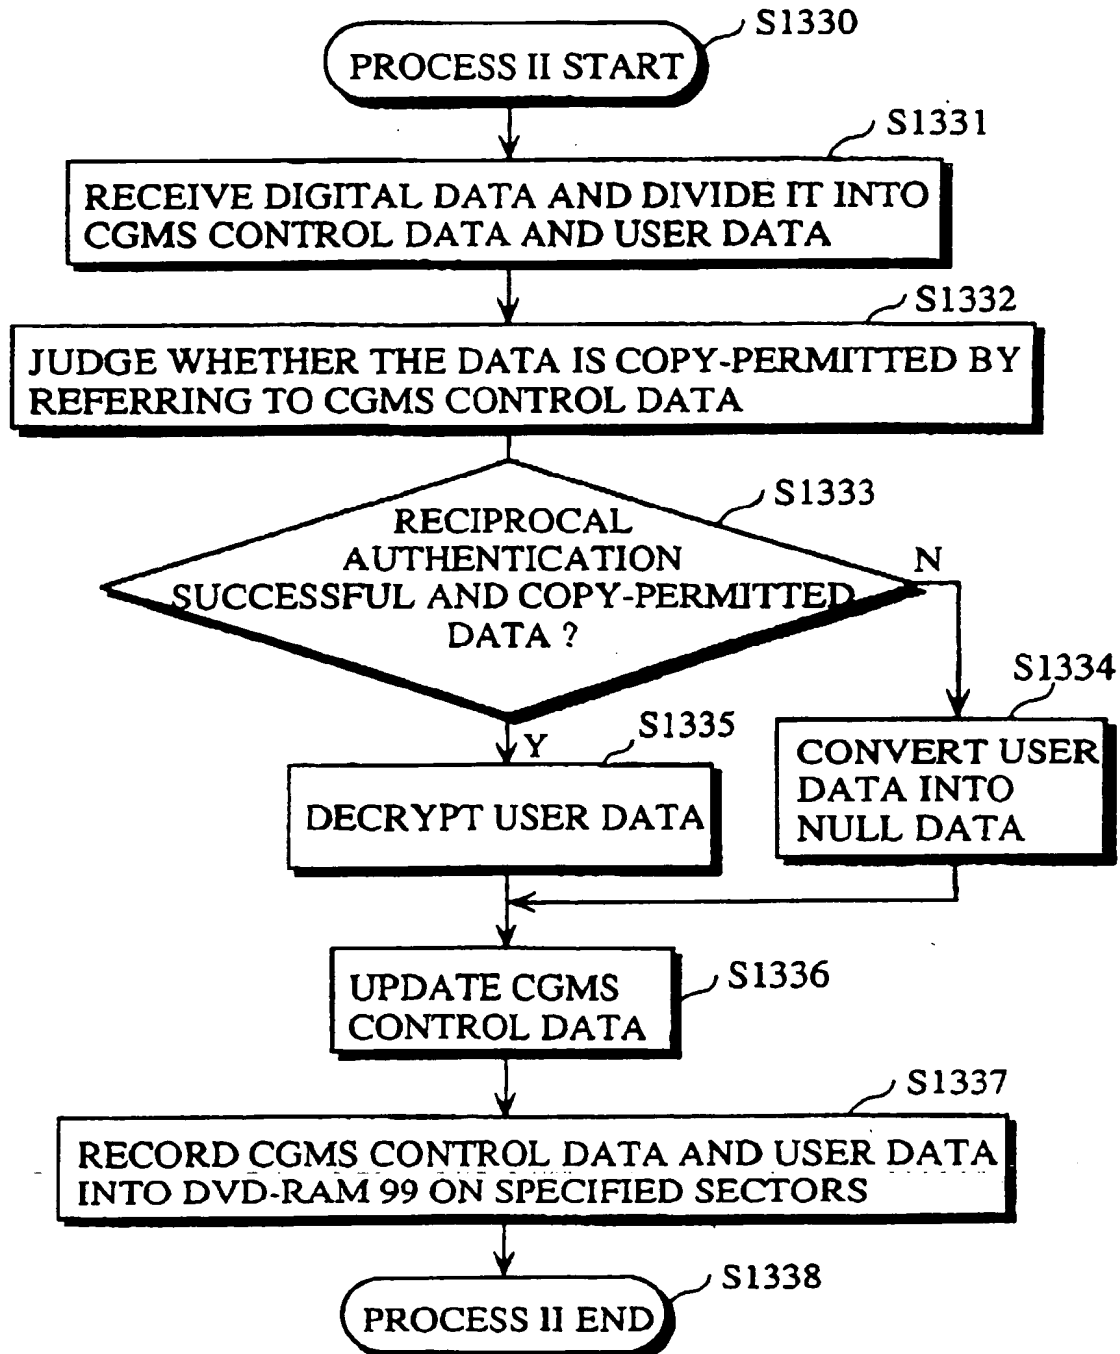 S1330
PROCESS II START
S1331
RECEIVE DIGITAL DATA AND DIVIDE IT INTO
CGMS CONTROL DATA AND USER DATA
S1332
JUDGE WHETHER THE DATA IS COPY-PERMITTED BY
REFERRING TO CGMS CONTROL DATA
S1333
RECIPROCAL
AUTHENTICATION
SUCCESSFUL AND COPY-PERMITTED
DATA ?
N
S1334
CONVERT USER
DATA INTO
NULL DATA
Y
S1335
DECRYPT USER DATA
S1336
UPDATE CGMS
CONTROL DATA
S1337
RECORD CGMS CONTROL DATA AND USER DATA
INTO DVD-RAM 99 ON SPECIFIED SECTORS
S1338
PROCESS II END